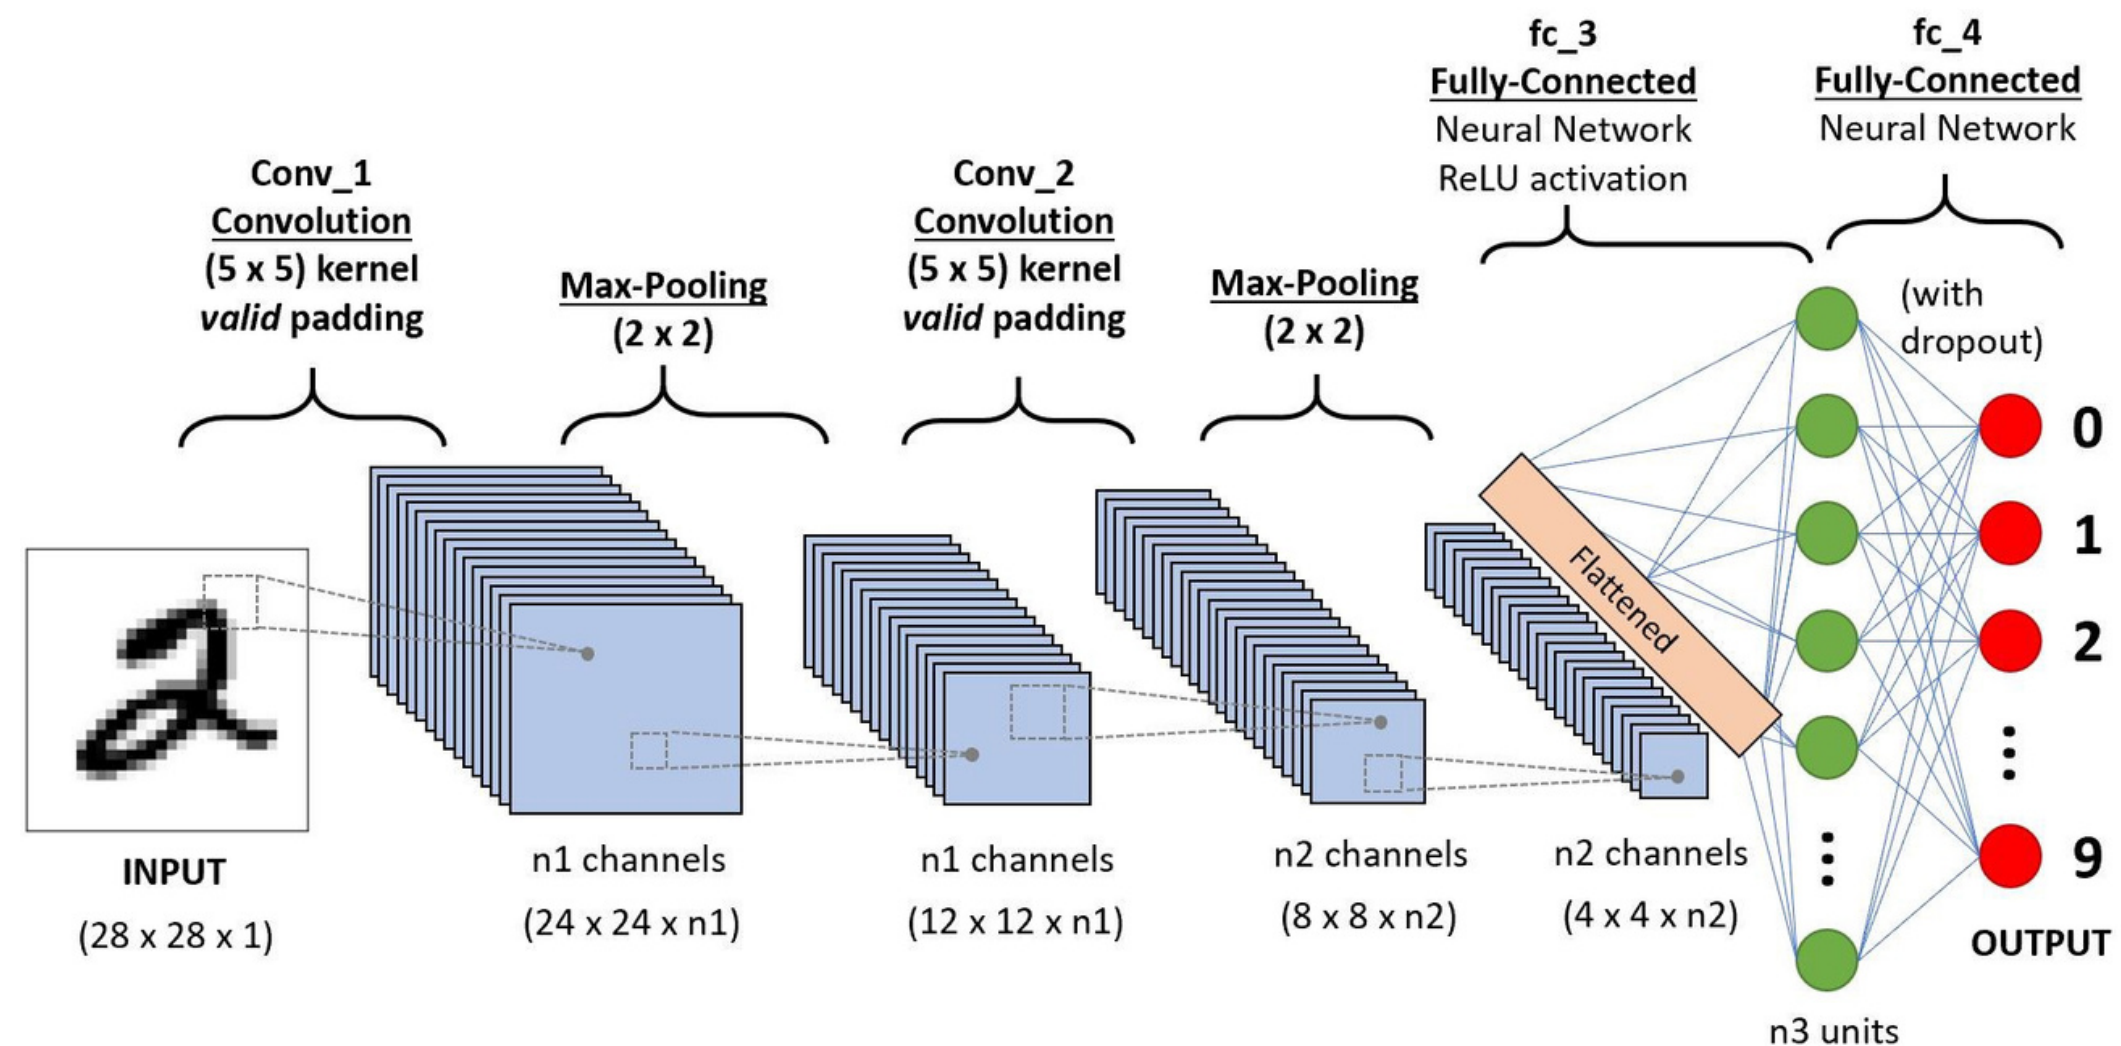 Conv_1
Convolution
(5 x 5) kernel
valid padding
Max-Pooling
(2 x 2)
Conv_2
Convolution
(5 x 5) kernel
valid padding
Max-Pooling
(2 x 2)
fc_3
Fully-Connected
Neural Network
ReLU activation
fc_4
Fully-Connected
Neural Network
(with
dropout)
Flattened
0
1
2
9
2
INPUT
(28 x 28 x 1)
n1 channels
(24 x 24 x n1)
n1 channels
(12 x 12 x n1)
n2 channels
(8 x 8 x n2)
n2 channels
(4 x 4 x n2)
n3 units
OUTPUT